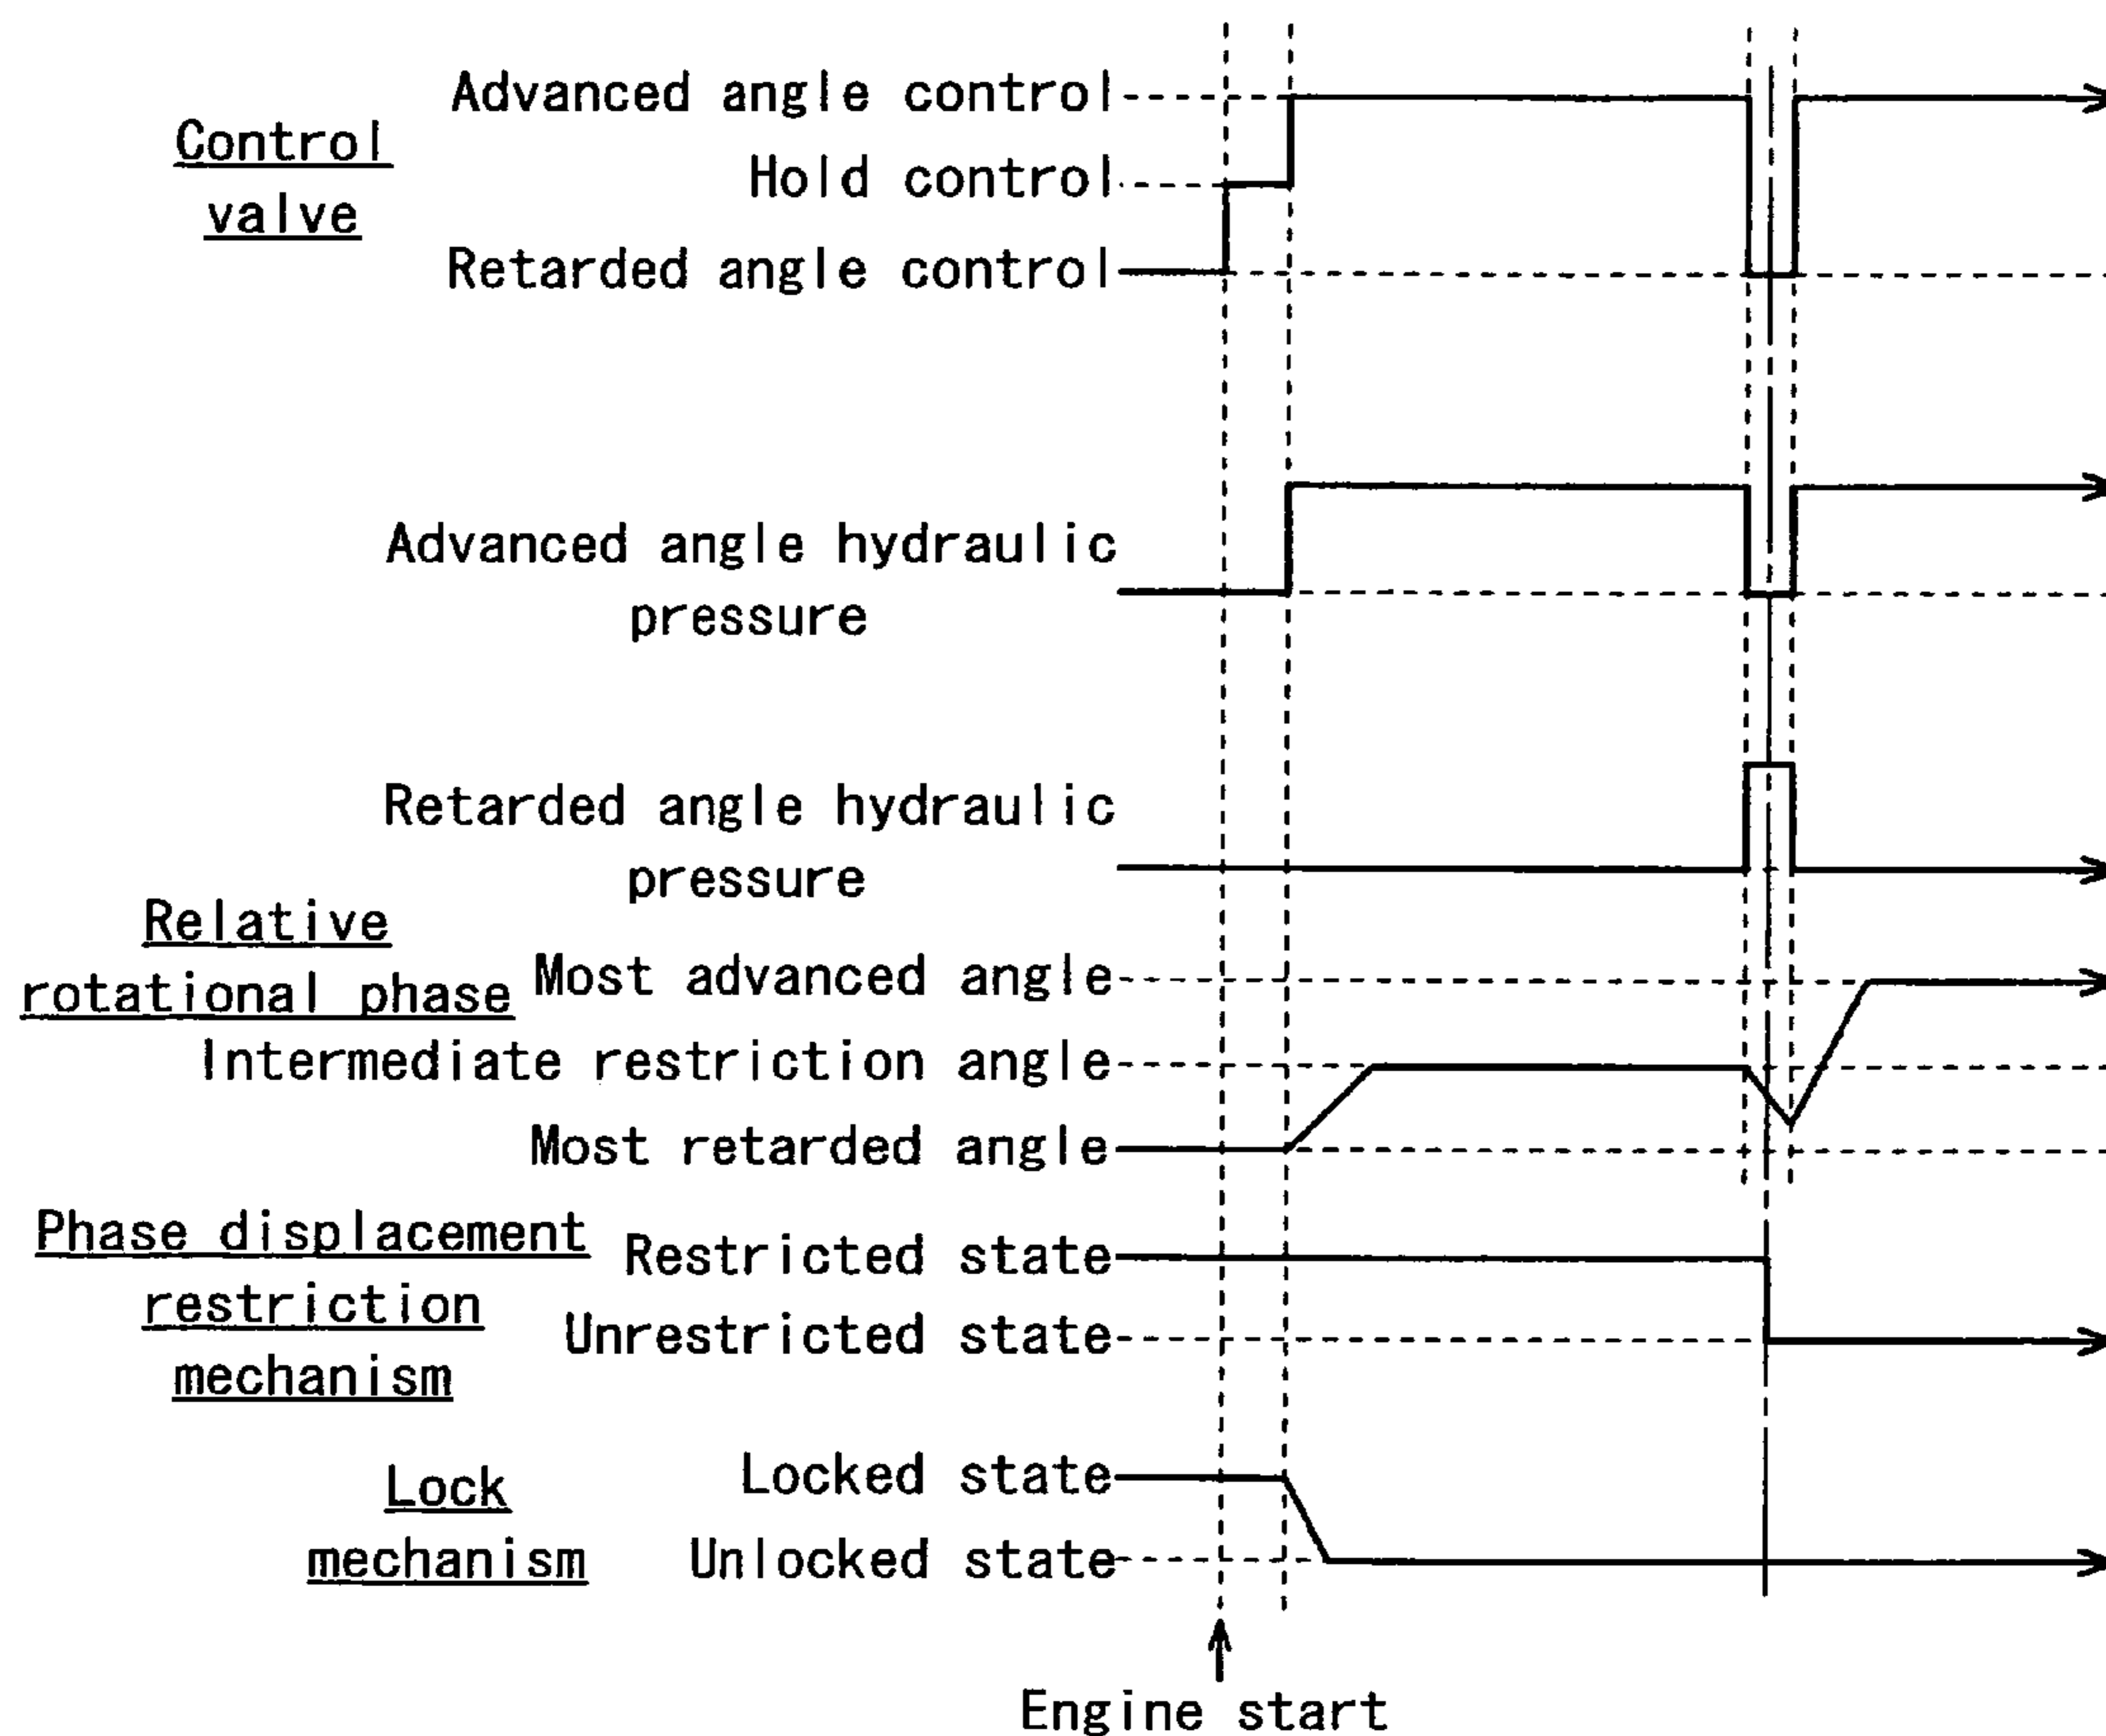 Advanced angle control
Control
valve
Hold control
Retarded angle control
Advanced angle hydraulic
pressure
Retarded angle hydraulic
pressure
Relative
rotational phase
Most advanced angle
Intermediate restriction angle
Most retarded angle
Phase displacement
restriction
mechanism
Restricted state
Unrestricted state
Lock
mechanism
Locked state
Unlocked state
Engine start